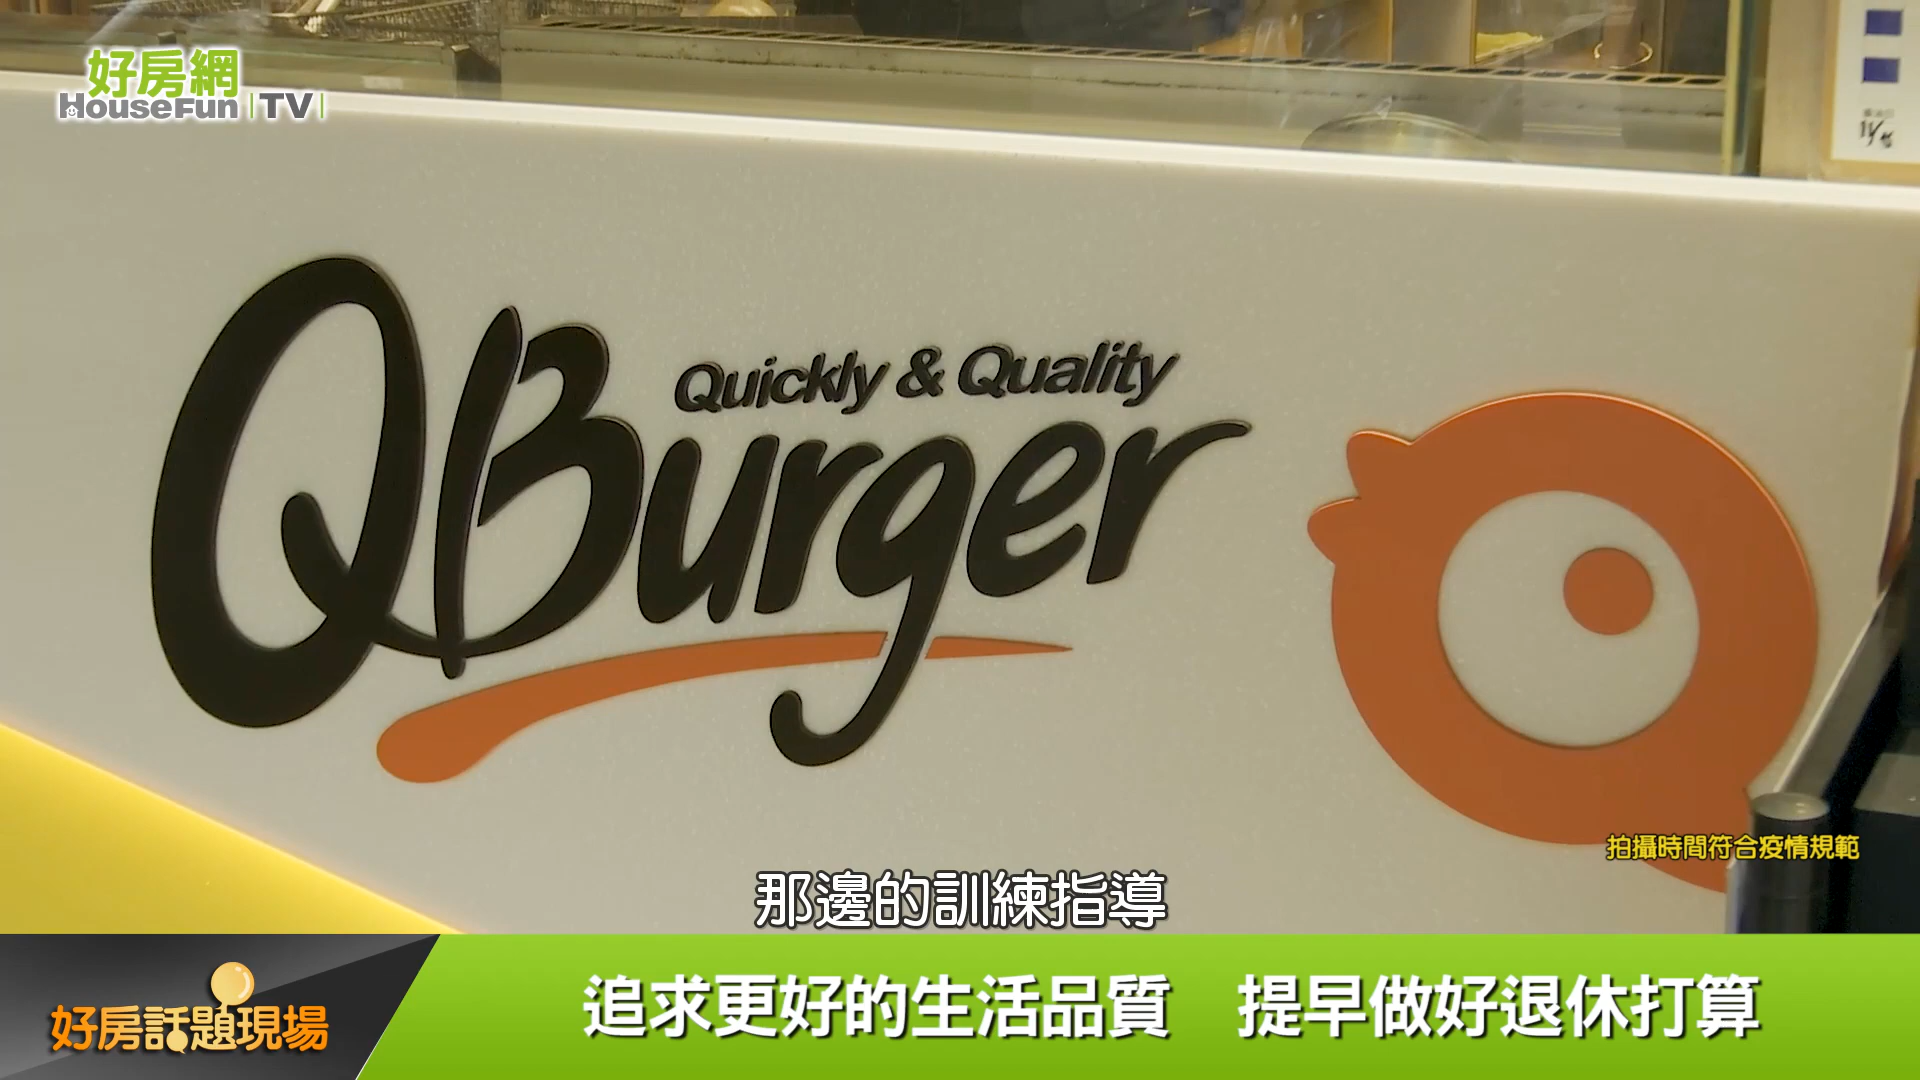 好房網
HouseFun TV
Quickly & Quality
QBurger
拍攝時間符合疫情規範
那邊的訓練指導
好房話題現場
追求更好的生活品質 提早做好退休打算